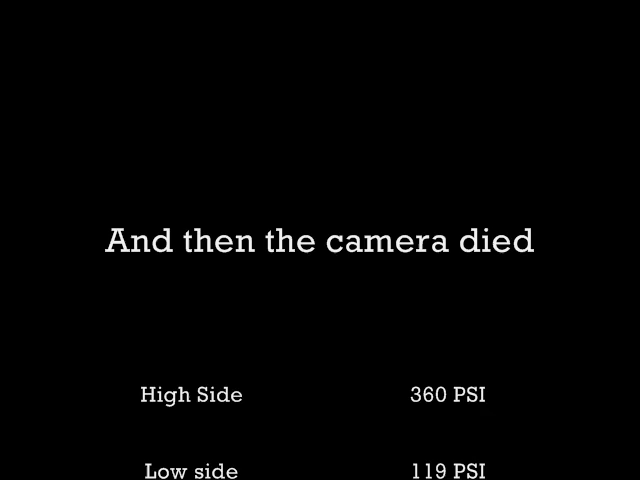 And then the camera died
High Side 360 PSI
Low side 119 PSI